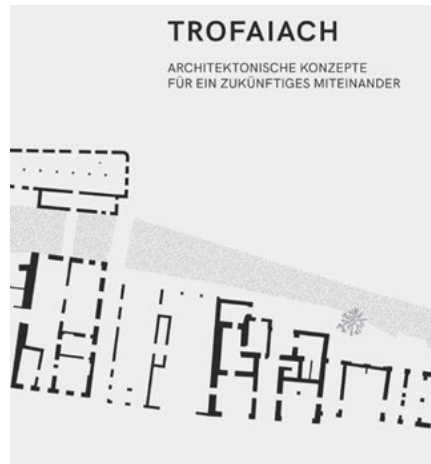 TROFAIACH
ARCHITEKTONISCHE KONZEPTE
FÜR EIN ZUKÜNFTIGES MITEINANDER